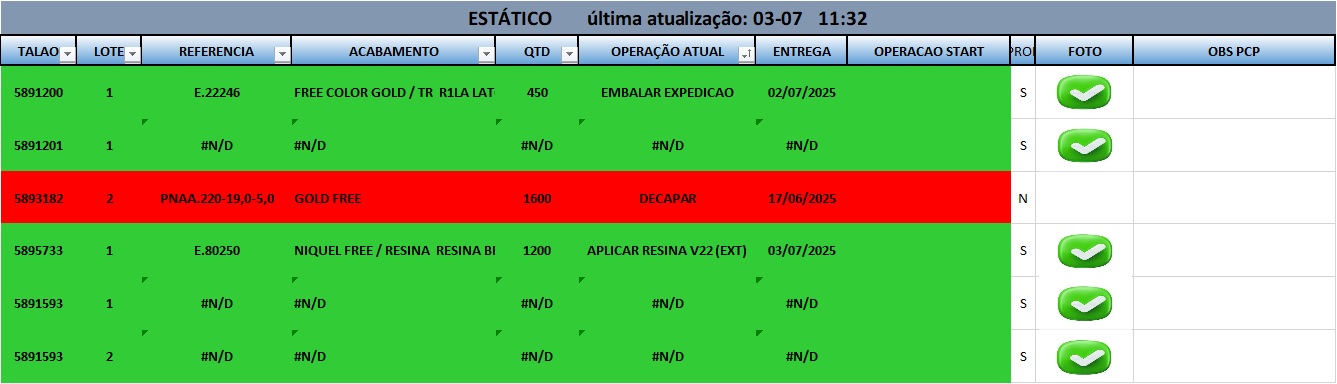 ESTÁTICO última atualização: 03-07 11:32
TALAO LOTE REFERENCIA ACABAMENTO QTD OPERAÇÃO ATUAL ENTREGA OPERACAO START PROI FOTO OBS PCP
5891200 1 E.22246 FREE COLOR GOLD / TR R1LA LAT 450 EMBALAR EXPEDICAO 02/07/2025 S
5891201 1 #N/D #N/D #N/D #N/D #N/D S
5893182 2 PNAA.220-19,0-5,0 GOLD FREE 1600 DECAPAR 17/06/2025 N
5895733 1 E.80250 NIQUEL FREE / RESINA RESINA BI 1200 APLICAR RESINA V22 (EXT) 03/07/2025 S
5891593 1 #N/D #N/D #N/D #N/D #N/D S
5891593 2 #N/D #N/D #N/D #N/D #N/D S